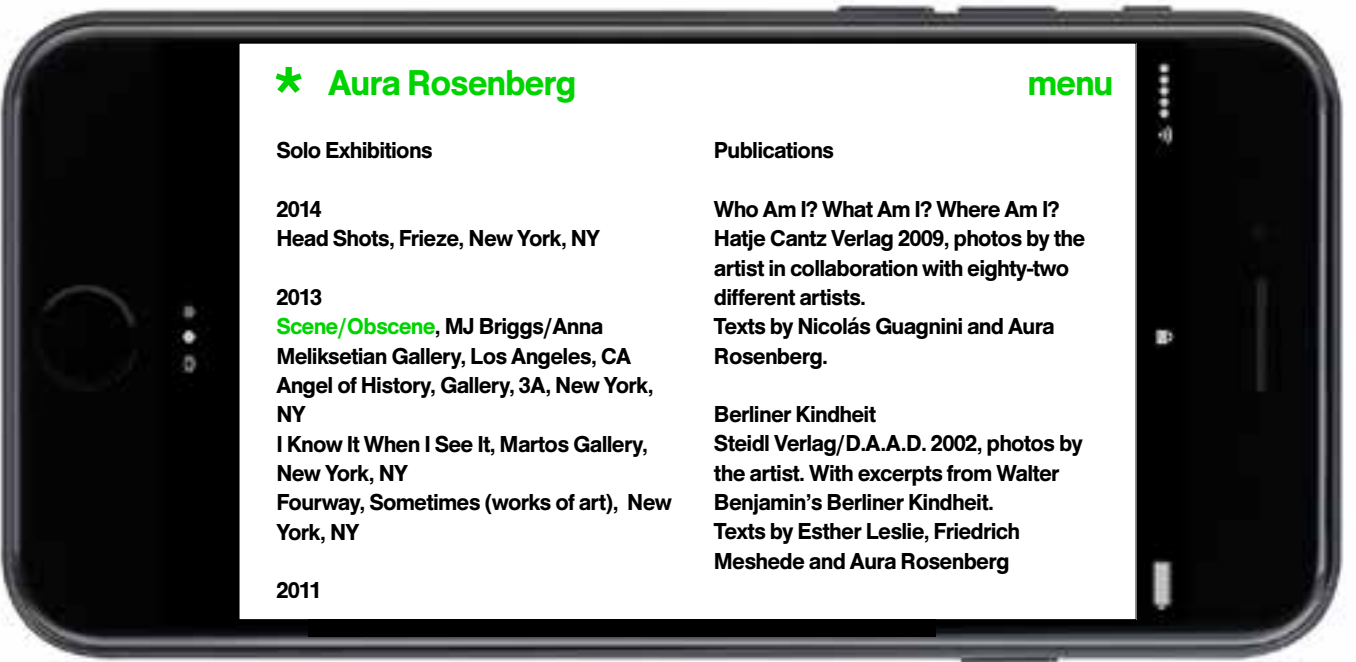 * Aura Rosenberg
menu
Solo Exhibitions
2014
Head Shots, Frieze, New York, NY
2013
Scene/Obscene, MJ Briggs/Anna
Meliksetian Gallery, Los Angeles, CA
Angel of History, Gallery, 3A, New York,
NY
I Know It When I See It, Martos Gallery,
New York, NY
Fourway, Sometimes (works of art),  New
York, NY
2011
Publications
Who Am I? What Am I? Where Am I?
Hatje Cantz Verlag 2009, photos by the
artist in collaboration with eighty-two
different artists.
Texts by Nicolás Guagnini and Aura
Rosenberg.
Berliner Kindheit
Steidl Verlag/D.A.A.D. 2002, photos by
the artist. With excerpts from Walter
Benjamin’s Berliner Kindheit.
Texts by Esther Leslie, Friedrich
Meshede and Aura Rosenberg